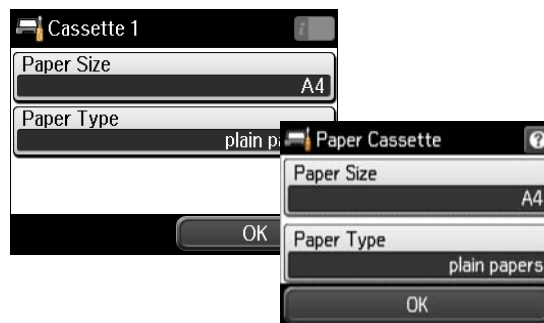 Cassette 1
Paper Size
A4
Paper Type
plain p
OK
Paper Cassette
Paper Size
A4
Paper Type
plain papers
OK